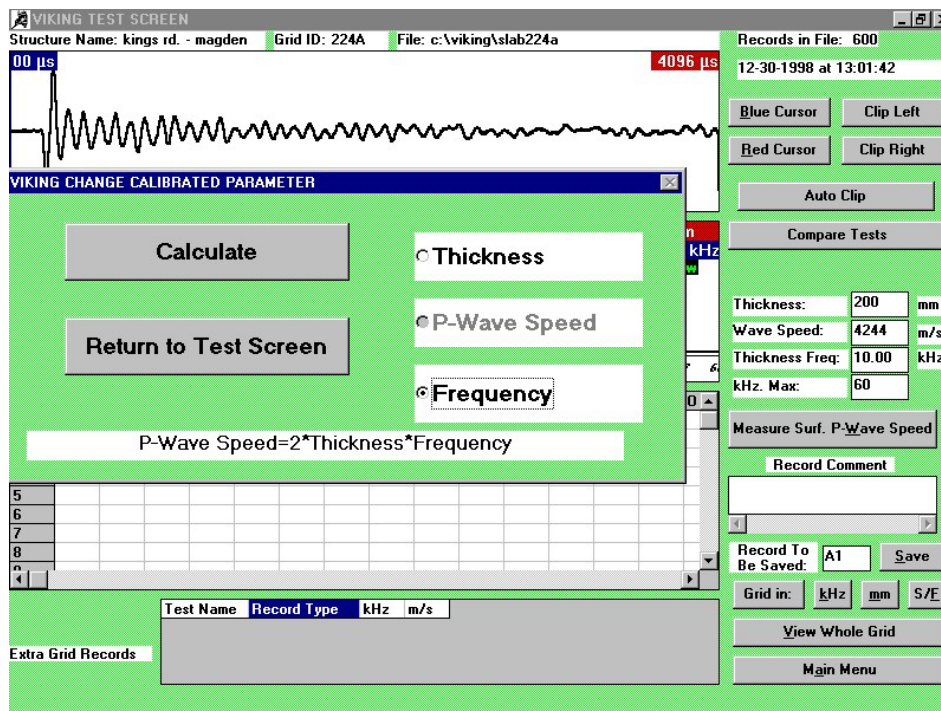 VIKING TEST SCREEN
Structure Name: kings rd. - magden Grid ID: 224A File: c:\viking\slab224a Records in File: 600
00 µs 4096 µs
12-30-1998 at 13:01:42
Blue Cursor Clip Left
Red Cursor Clip Right
Auto Clip
Compare Tests
VIKING CHANGE CALIBRATED PARAMETER
Calculate
Return to Test Screen
Thickness
P-Wave Speed
Frequency
P-Wave Speed=2*Thickness*Frequency
kHz
Thickness: 200 mm
Wave Speed: 4244 m/s
Thickness Freq: 10.00 kHz
kHz. Max: 60
Measure Surf. P-Wave Speed
Record Comment
5
6
7
8
Record To Be Saved: A1 Save
Grid in: kHz mm S/F
View Whole Grid
Main Menu
Test Name Record Type kHz m/s
Extra Grid Records